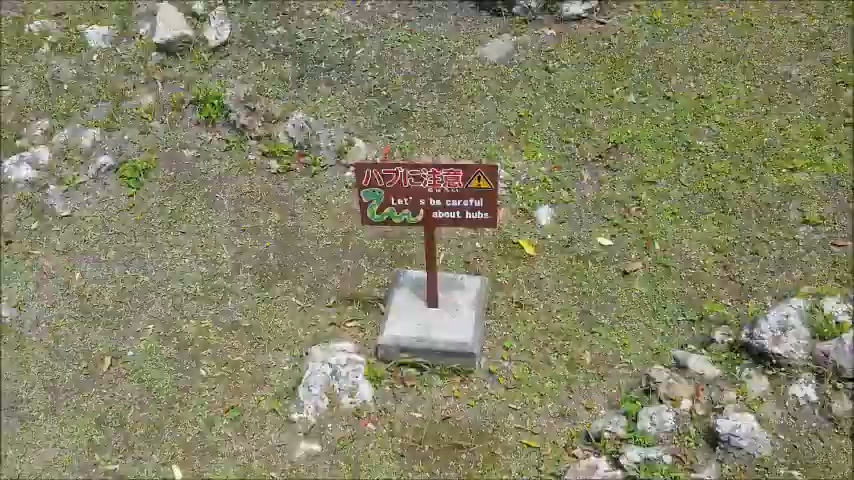 ハブに注意
Let's be careful
about hubs.